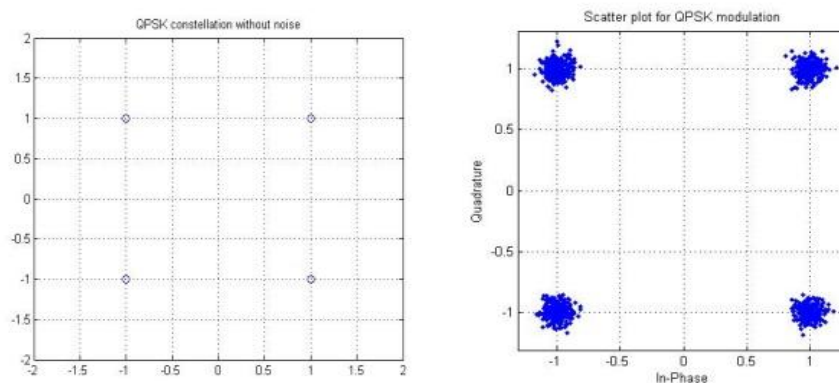 QPSK constellation without noise
2
1.5
1
0.5
0
-0.5
-1
-1.5
-2
-2 -1.5 -1 -0.5 0 0.5 1 1.5 2
Scatter plot for QPSK modulation
Quadrature
1
0.5
0
-0.5
-1
-1 -0.5 0 0.5 1
In-Phase